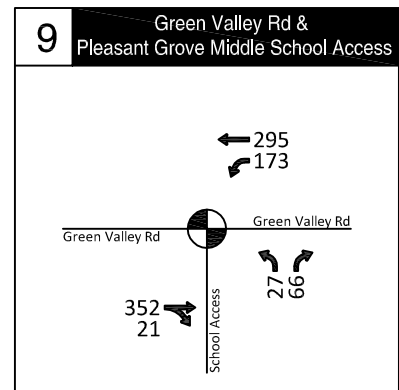 9
Green Valley Rd &
Pleasant Grove Middle School Access
295
173
Green Valley Rd
Green Valley Rd
352
21
School Access
27
66